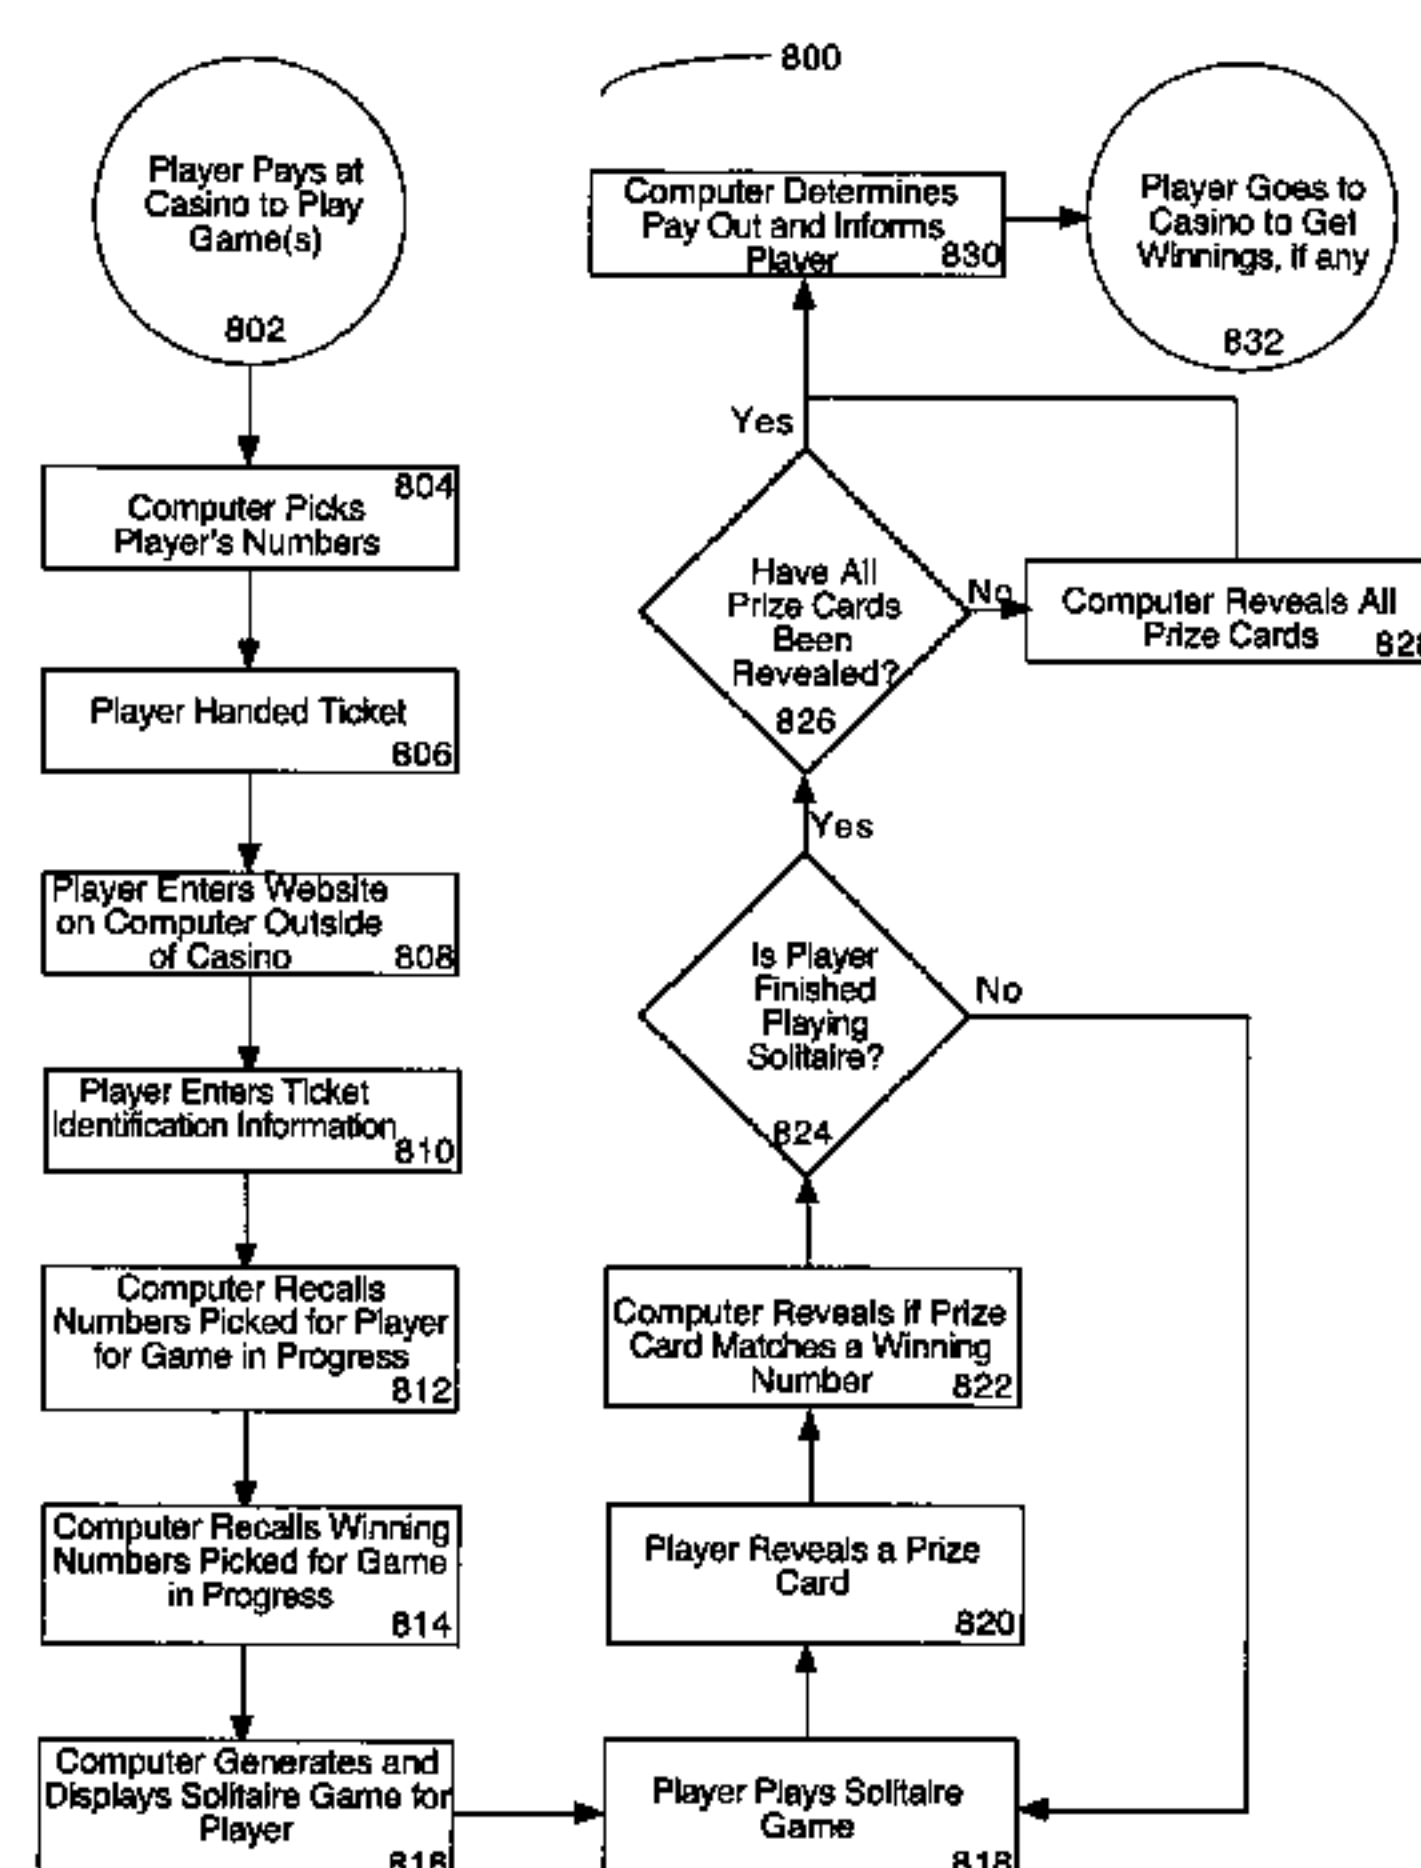 800
Player Pays at
Casino to Play
Game(s)
802
804
Computer Picks
Player's Numbers
Player Handed Ticket
806
Player Enters Website
on Computer Outside
of Casino 808
Player Enters Ticket
Identification Information
810
Computer Recalls
Numbers Picked for Player
for Game in Progress
812
Computer Recalls Winning
Numbers Picked for Game
in Progress
814
Computer Generates and
Displays Solitaire Game for
Player
816
Player Plays Solitaire
Game
818
Player Reveals a Prize
Card
820
Computer Reveals if Prize
Card Matches a Winning
Number 822
Is Player
Finished
Playing
Solitaire?
824
No
Yes
Have All
Prize Cards
Been
Revealed?
826
No
Computer Reveals All
Prize Cards 828
Yes
Computer Determines
Pay Out and Informs
Player 830
Player Goes to
Casino to Get
Winnings, if any
832